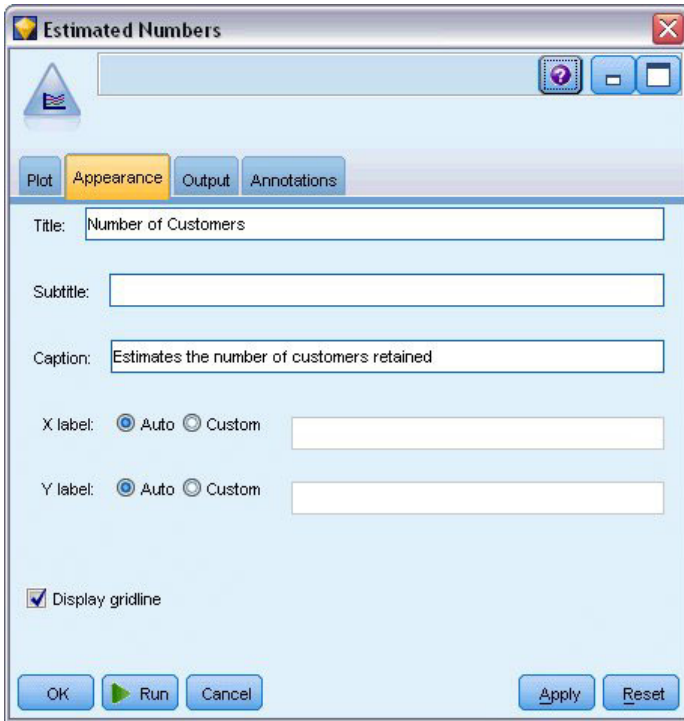 Estimated Numbers
Plot Appearance Output Annotations
Title: Number of Customers
Subtitle:
Caption: Estimates the number of customers retained
X label: Auto Custom
Y label: Auto Custom
Display gridline
OK Run Cancel Apply Reset